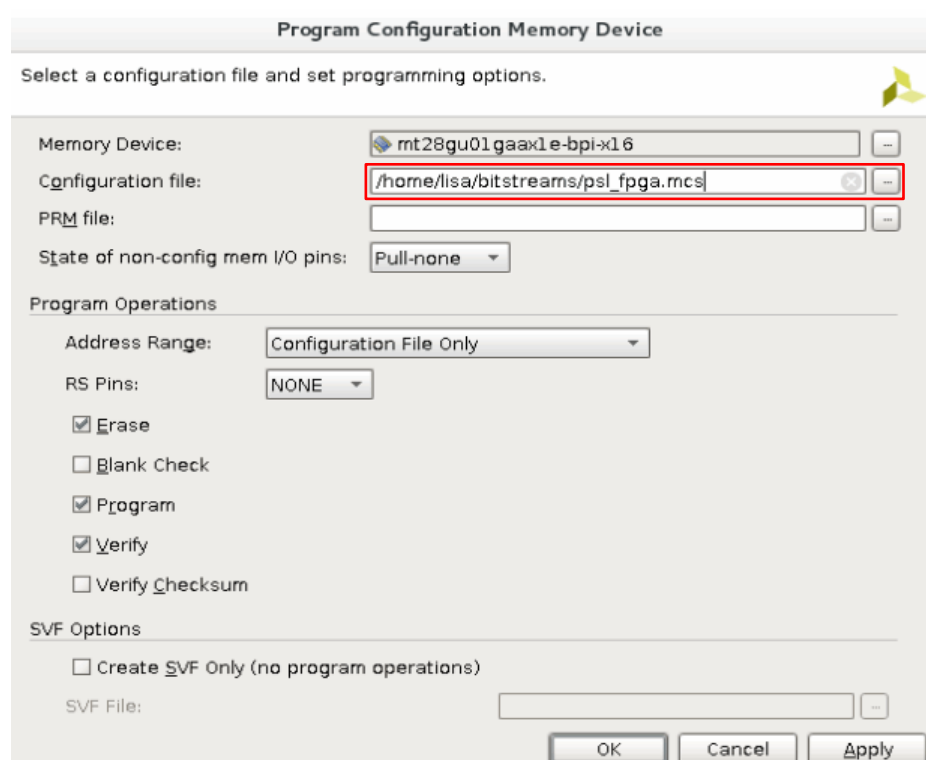 Program Configuration Memory Device
Select a configuration file and set programming options.
Memory Device: mt28gu01gaax1e-bpi-x16 ...
Configuration file: /home/lisa/bitstreams/psl_fpga.mcs ...
PRM file: ...
State of non-config mem I/O pins: Pull-none
Program Operations
Address Range: Configuration File Only
RS Pins: NONE
Erase
Blank Check
Program
Verify
Verify Checksum
SVF Options
Create SVF Only (no program operations)
SVF File: ...
OK Cancel Apply